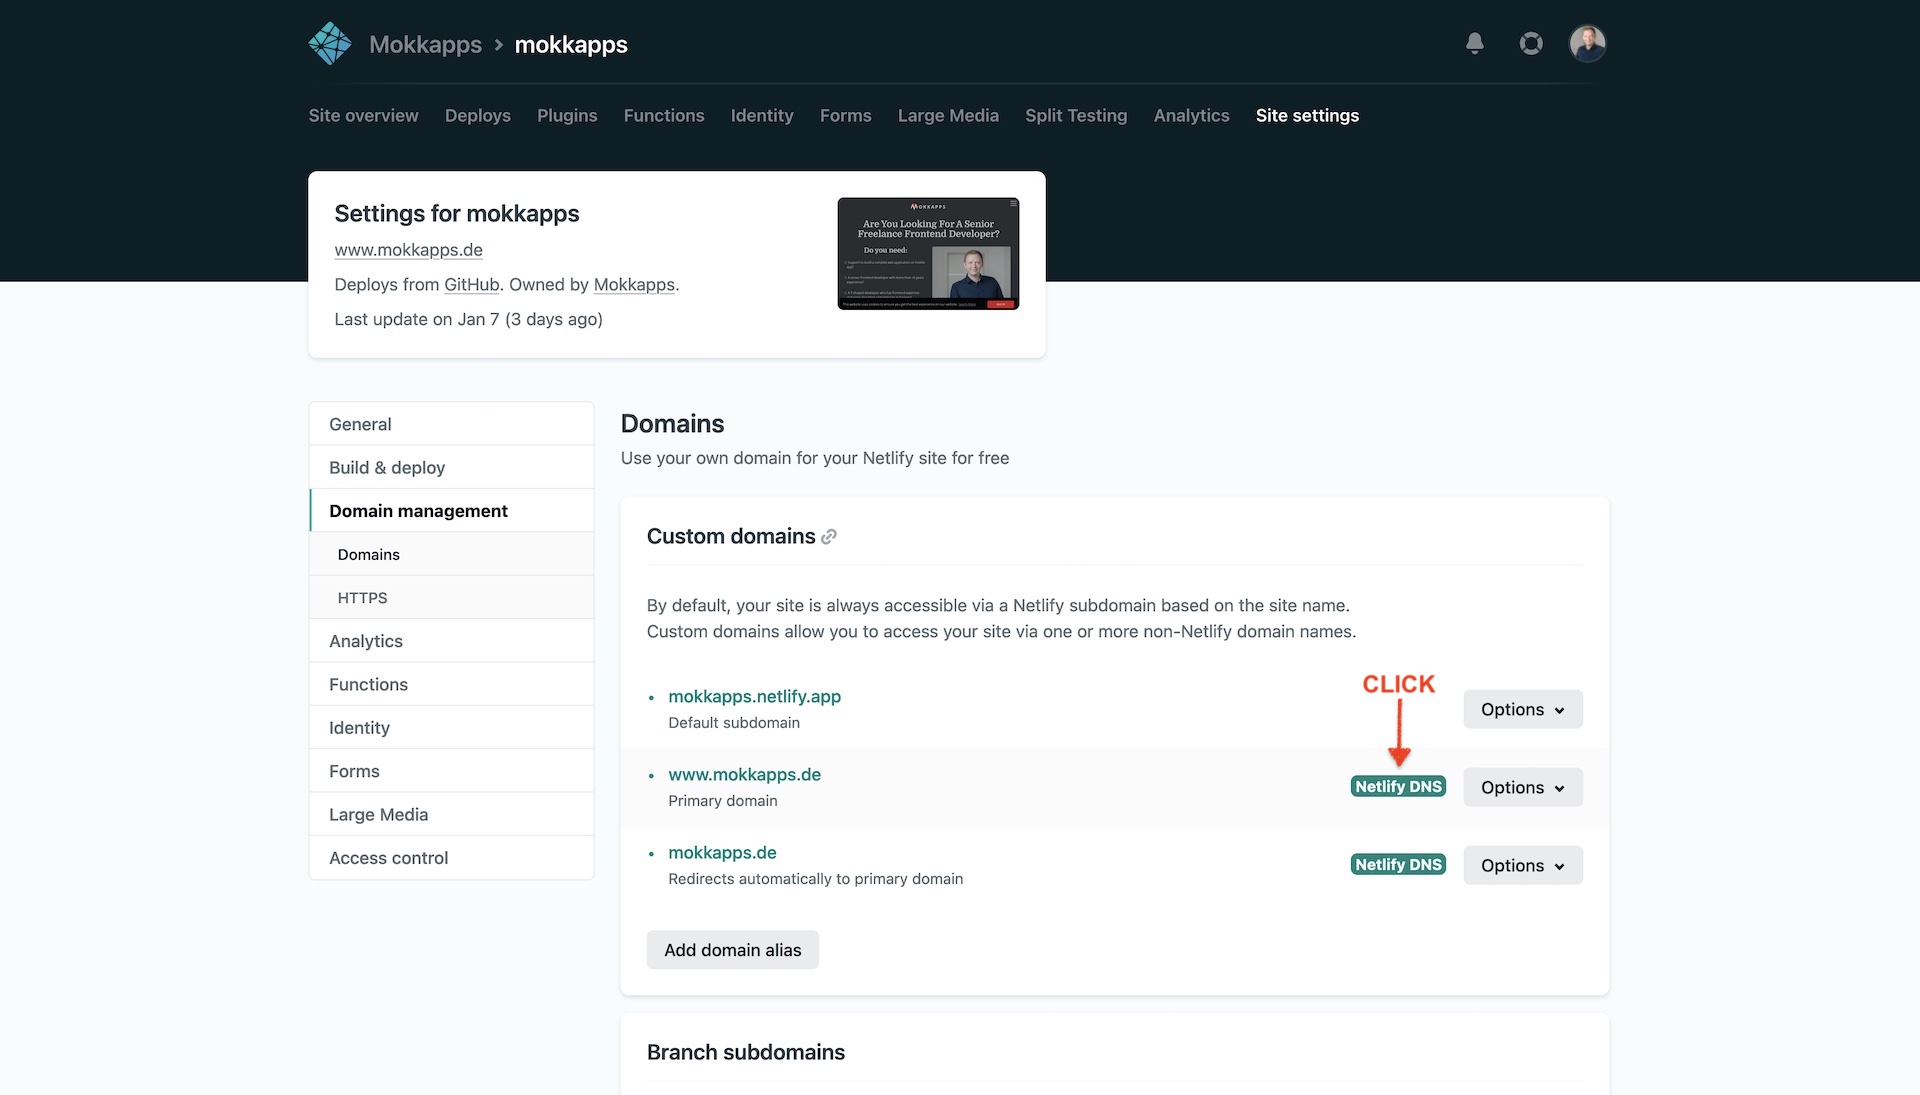 Mokkapps > mokkapps
Site overview Deploys Plugins Functions Identity Forms Large Media Split Testing Analytics Site settings
Settings for mokkapps
www.mokkapps.de
Deploys from GitHub. Owned by Mokkapps.
Last update on Jan 7 (3 days ago)
MOKKAPPS
Are You Looking For A Senior
Freelance Frontend Developer?
Do you need:
General
Build & deploy
Domain management
Domains
HTTPS
Analytics
Functions
Identity
Forms
Large Media
Access control
Domains
Use your own domain for your Netlify site for free
Custom domains
By default, your site is always accessible via a Netlify subdomain based on the site name.
Custom domains allow you to access your site via one or more non-Netlify domain names.
CLICK
• mokkapps.netlify.app
Default subdomain
Options
• www.mokkapps.de
Primary domain
Netlify DNS
Options
• mokkapps.de
Redirects automatically to primary domain
Netlify DNS
Options
Add domain alias
Branch subdomains